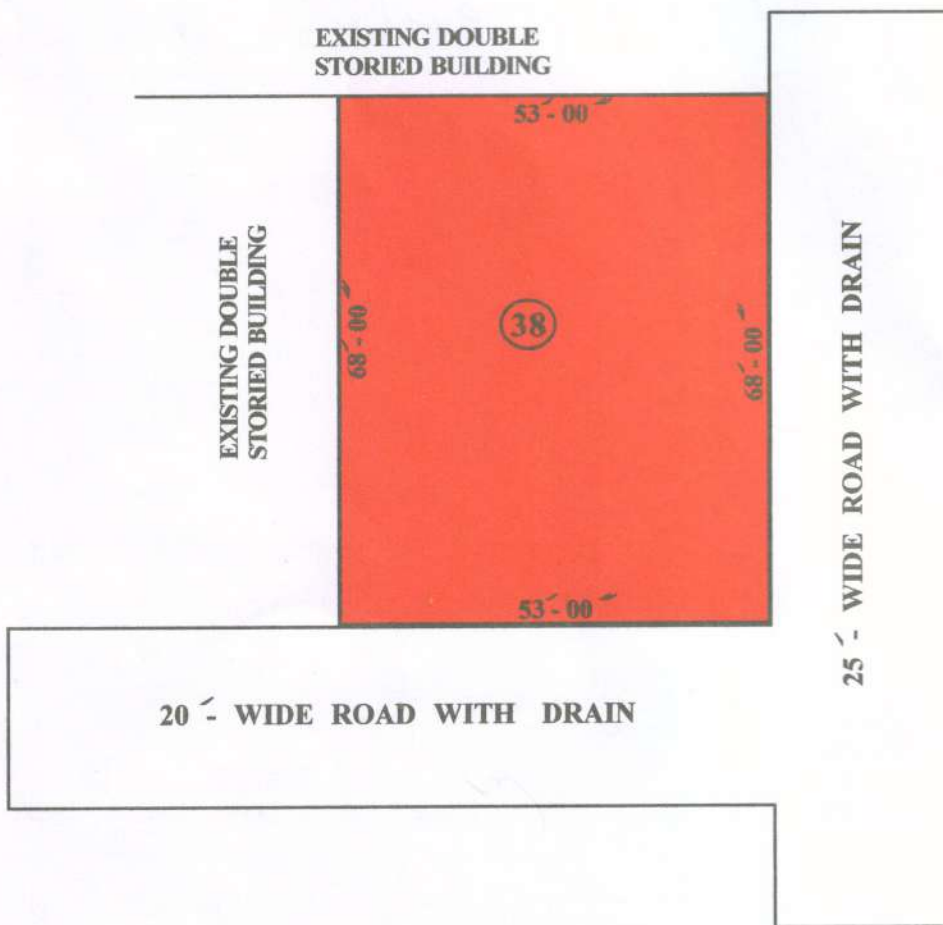 EXISTING DOUBLE
STORIED BUILDING
53´- 00˝
EXISTING DOUBLE
STORIED BUILDING
68´- 00˝
38
68´- 00˝
25´- WIDE ROAD WITH DRAIN
53´- 00˝
20´- WIDE ROAD WITH DRAIN